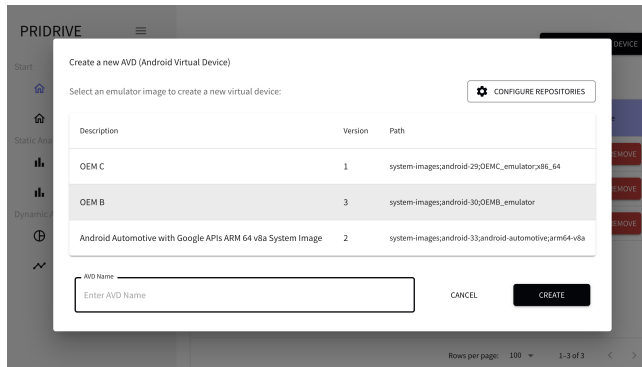 PRIDRIVE
DEVICE
Start
Create a new AVD (Android Virtual Device)
Select an emulator image to create a new virtual device:
CONFIGURE REPOSITORIES
Description Version Path
Static Ana
OEM C 1 system-images;android-29;OEMC_emulator;x86_64
EMOVE
OEM B 3 system-images;android-30;OEMB_emulator
EMOVE
Dynamic A
EMOVE
Android Automotive with Google APIs ARM 64 v8a System Image 2 system-images;android-33;android-automotive;arm64-v8a
AVD Name
Enter AVD Name
CANCEL
CREATE
Rows per page: 100 1–3 of 3